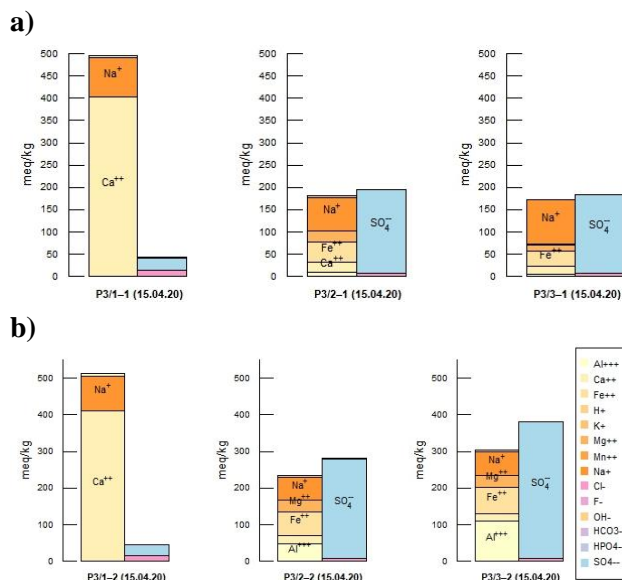 a)
500
450
400
350
300
250
200
150
100
50
0
meq/kg
Na+
Ca++
P3/1–1 (15.04.20)
500
450
400
350
300
250
200
150
100
50
0
meq/kg
Na+
Fe++
Ca++
SO4--
P3/2–1 (15.04.20)
500
450
400
350
300
250
200
150
100
50
0
meq/kg
Na+
Fe++
SO4--
P3/3–1 (15.04.20)
b)
500
400
300
200
100
0
meq/kg
Na+
Ca++
P3/1–2 (15.04.20)
500
400
300
200
100
0
meq/kg
Na+
Mg++
Fe++
Al+++
SO4--
P3/2–2 (15.04.20)
500
400
300
200
100
0
meq/kg
Na+
Mg++
Fe++
Al+++
SO4--
P3/3–2 (15.04.20)
Al+++
Ca++
Fe++
H+
K+
Mg++
Mn++
Na+
Cl-
F-
OH-
HCO3-
HPO4-
SO4--